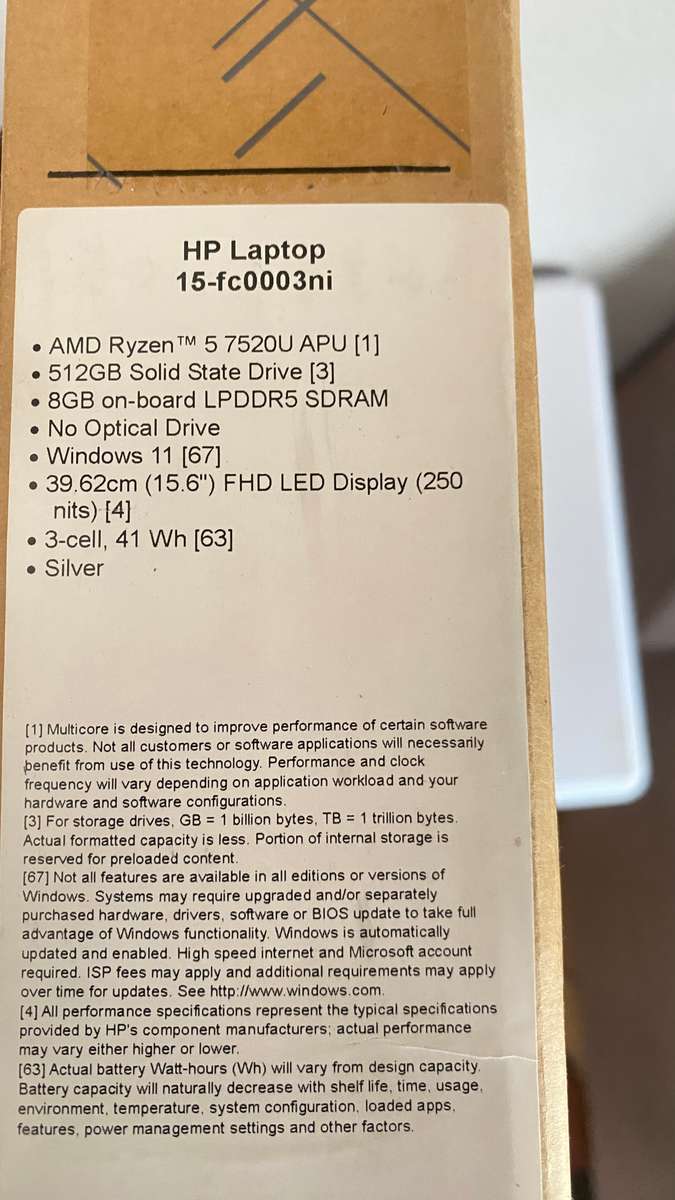 HP Laptop
15-fc0003ni
• AMD Ryzen™ 5 7520U APU [1]
• 512GB Solid State Drive [3]
• 8GB on-board LPDDR5 SDRAM
• No Optical Drive
• Windows 11 [67]
• 39.62cm (15.6") FHD LED Display (250
nits) [4]
• 3-cell, 41 Wh [63]
• Silver
[1] Multicore is designed to improve performance of certain software
products. Not all customers or software applications will necessarily
benefit from use of this technology. Performance and clock
frequency will vary depending on application workload and your
hardware and software configurations.
[3] For storage drives, GB = 1 billion bytes, TB = 1 trillion bytes.
Actual formatted capacity is less. Portion of internal storage is
reserved for preloaded content.
[67] Not all features are available in all editions or versions of
Windows. Systems may require upgraded and/or separately
purchased hardware, drivers, software or BIOS update to take full
advantage of Windows functionality. Windows is automatically
updated and enabled. High speed internet and Microsoft account
required. ISP fees may apply and additional requirements may apply
over time for updates. See http://www.windows.com.
[4] All performance specifications represent the typical specifications
provided by HP's component manufacturers; actual performance
may vary either higher or lower.
[63] Actual battery Watt-hours (Wh) will vary from design capacity.
Battery capacity will naturally decrease with shelf life, time, usage,
environment, temperature, system configuration, loaded apps,
features, power management settings and other factors.